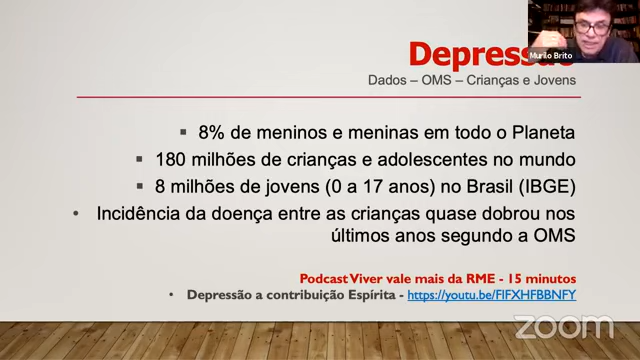 Murilo Brito
Depressão
Dados – OMS – Crianças e Jovens
▪ 8% de meninos e meninas em todo o Planeta
▪ 180 milhões de crianças e adolescentes no mundo
▪ 8 milhões de jovens (0 a 17 anos) no Brasil (IBGE)
• Incidência da doença entre as crianças quase dobrou nos
últimos anos segundo a OMS
Podcast Viver vale mais da RME - 15 minutos
• Depressão a contribuição Espírita - https://youtu.be/FIFXHFBBNFY
zoom